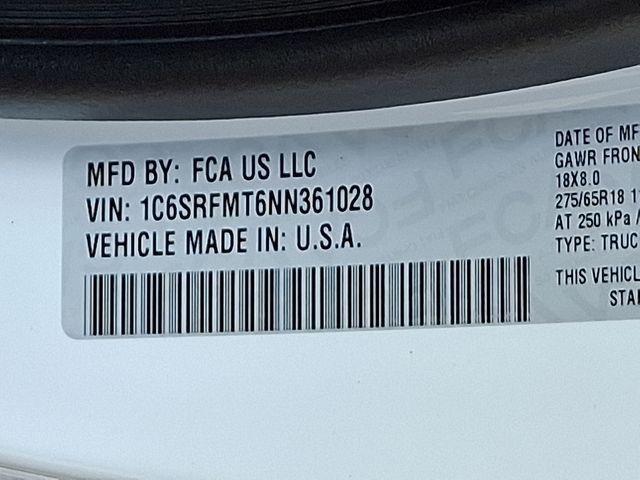 MFD BY: FCA US LLC
VIN: 1C6SRFMT6NN361028
VEHICLE MADE IN: U.S.A.
DATE OF MF
GAWR FRON
18X8.0
275/65R18 1
AT 250 kPa /
TYPE: TRUC
THIS VEHICL
STA